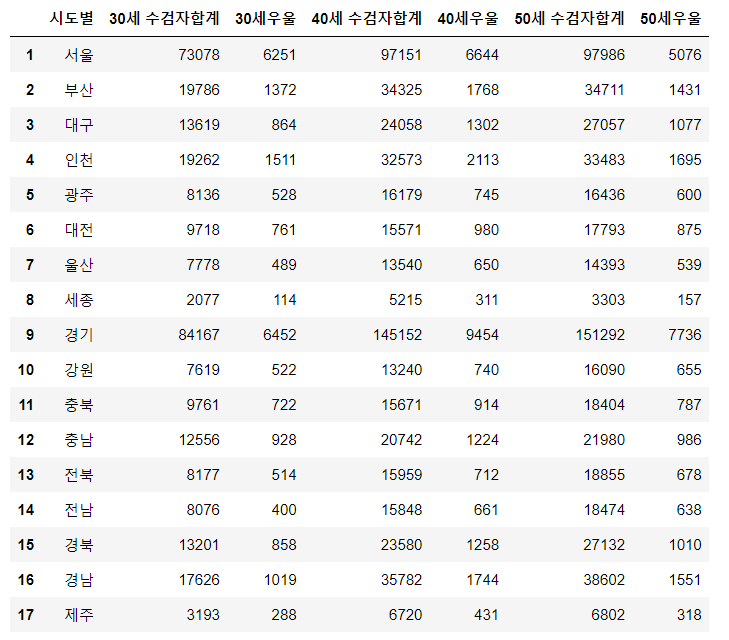 시도별 30세 수검자합계 30세우울 40세 수검자합계 40세우울 50세 수검자합계 50세우울
1 서울 73078 6251 97151 6644 97986 5076
2 부산 19786 1372 34325 1768 34711 1431
3 대구 13619 864 24058 1302 27057 1077
4 인천 19262 1511 32573 2113 33483 1695
5 광주 8136 528 16179 745 16436 600
6 대전 9718 761 15571 980 17793 875
7 울산 7778 489 13540 650 14393 539
8 세종 2077 114 5215 311 3303 157
9 경기 84167 6452 145152 9454 151292 7736
10 강원 7619 522 13240 740 16090 655
11 충북 9761 722 15671 914 18404 787
12 충남 12556 928 20742 1224 21980 986
13 전북 8177 514 15959 712 18855 678
14 전남 8076 400 15848 661 18474 638
15 경북 13201 858 23580 1258 27132 1010
16 경남 17626 1019 35782 1744 38602 1551
17 제주 3193 288 6720 431 6802 318